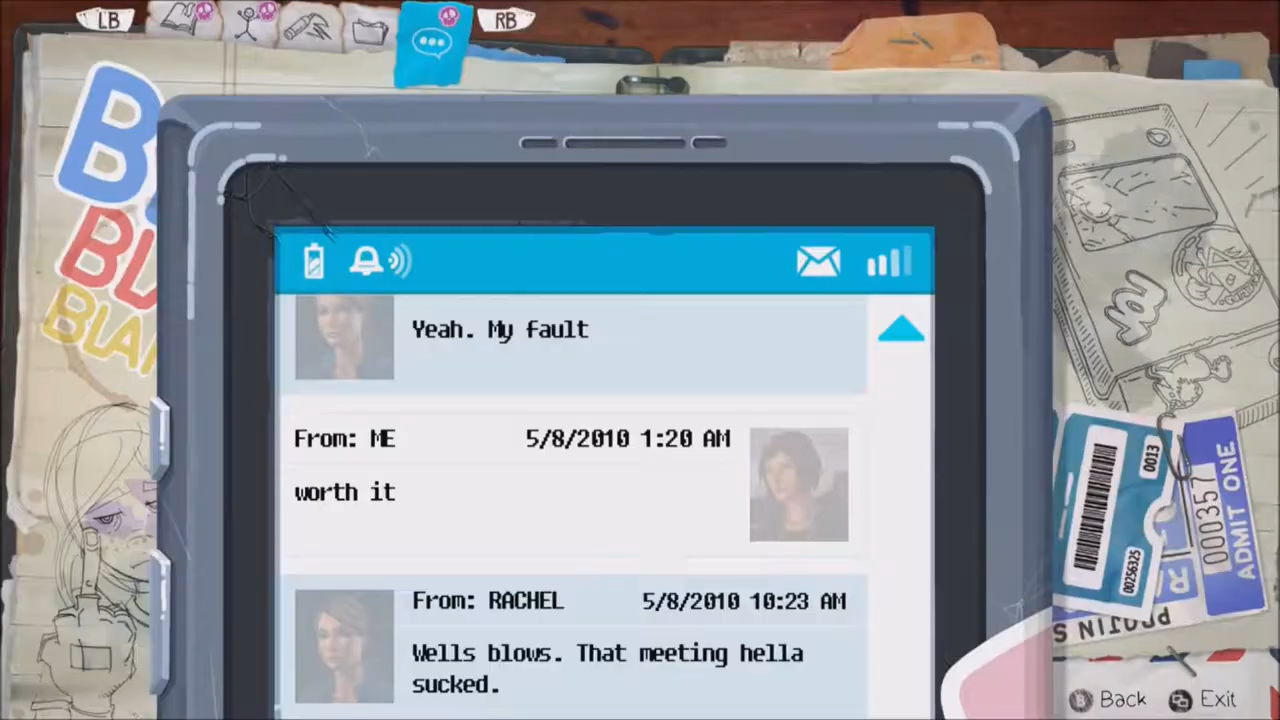 LB
RB
Yeah. My fault
From: ME
5/8/2010 1:20 AM
worth it
From: RACHEL
5/8/2010 10:23 AM
Wells blows. That meeting hella
sucked.
0013
00256325
000357
ADMIT ONE
B Back
Exit